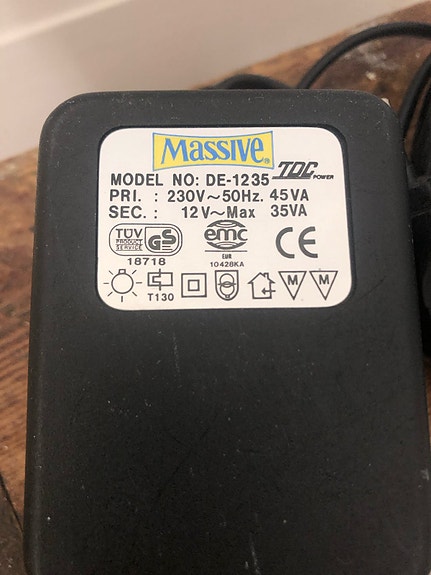 MASSIVE®
MODEL NO: DE-1235 TDC POWER
PRI. : 230V~50Hz. 45VA
SEC. : 12V~Max 35VA
TÜV PRODUCT SERVICE GS emc CE
18718 EUR
10428KA
T130 M M